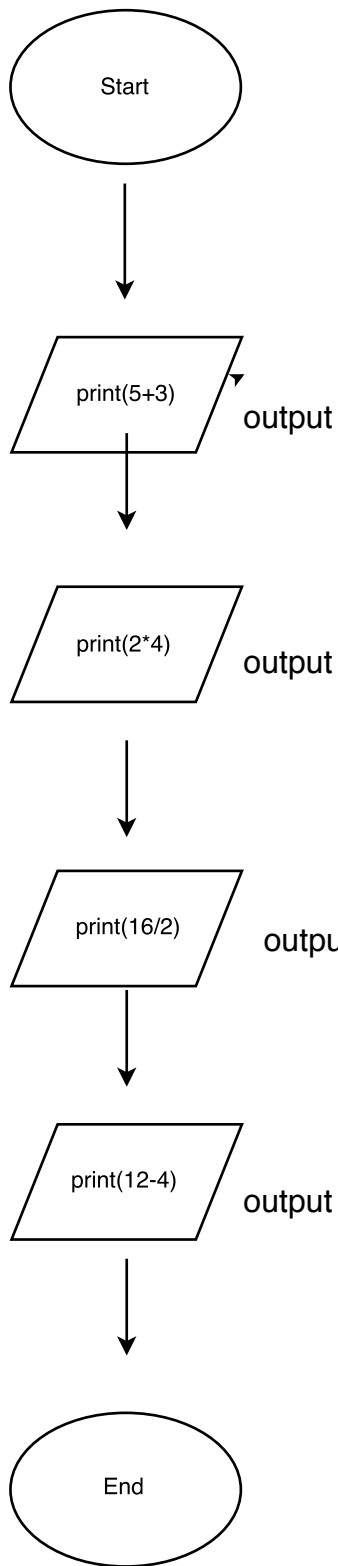 Start
print(5+3)
output
print(2*4)
output
print(16/2)
outpu
print(12-4)
output
End